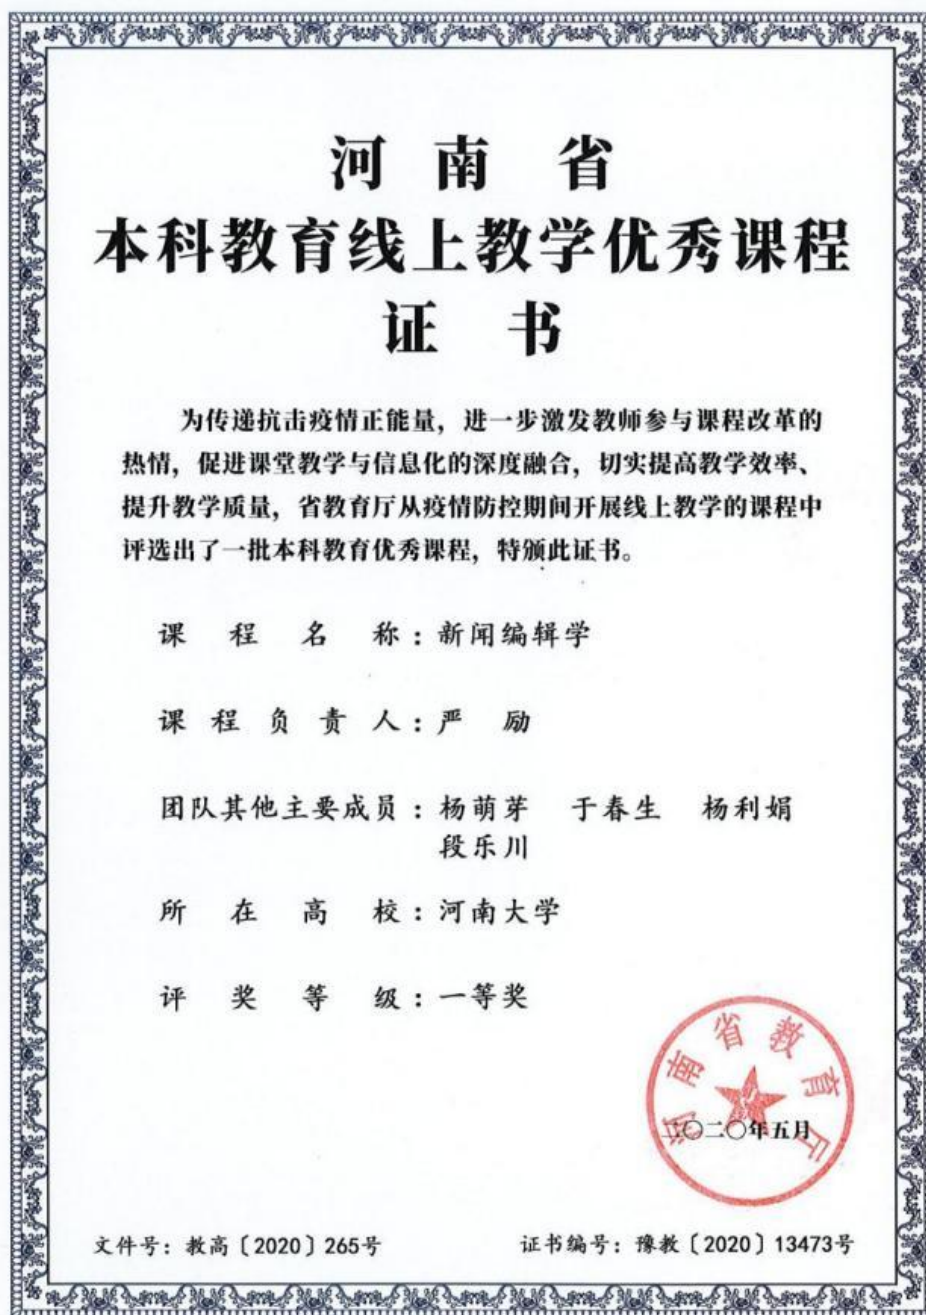 河南省
本科教育线上教学优秀课程
证书
为传递抗击疫情正能量，进一步激发教师参与课程改革的
热情，促进课堂教学与信息化的深度融合，切实提高教学效率、
提升教学质量，省教育厅从疫情防控期间开展线上教学的课程中
评选出了一批本科教育优秀课程，特颁此证书。
课程名称：新闻编辑学
课程负责人：严励
团队其他主要成员：杨萌芽 于春生 杨利娟
段乐川
所在高校：河南大学
评奖等级：一等奖
河南省教育厅
二〇二〇年五月
文件号：教高〔2020〕265号
证书编号：豫教〔2020〕13473号